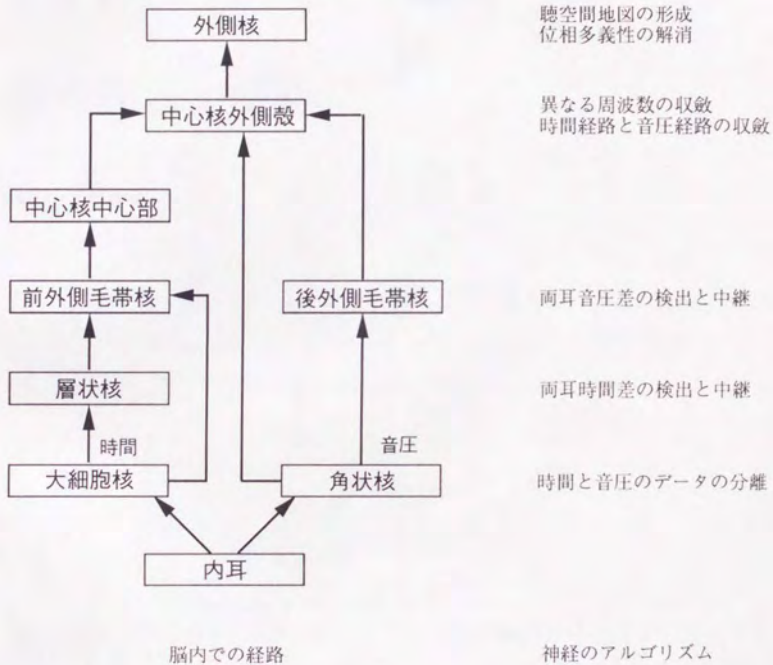 外側核
聴空間地図の形成
位相多義性の解消
中心核外側殻
異なる周波数の収斂
時間経路と音圧経路の収斂
中心核中心部
前外側毛帯核
後外側毛帯核
両耳音圧差の検出と中継
層状核
両耳時間差の検出と中継
時間
音圧
大細胞核
角状核
時間と音圧のデータの分離
内耳
脳内での経路
神経のアルゴリズム